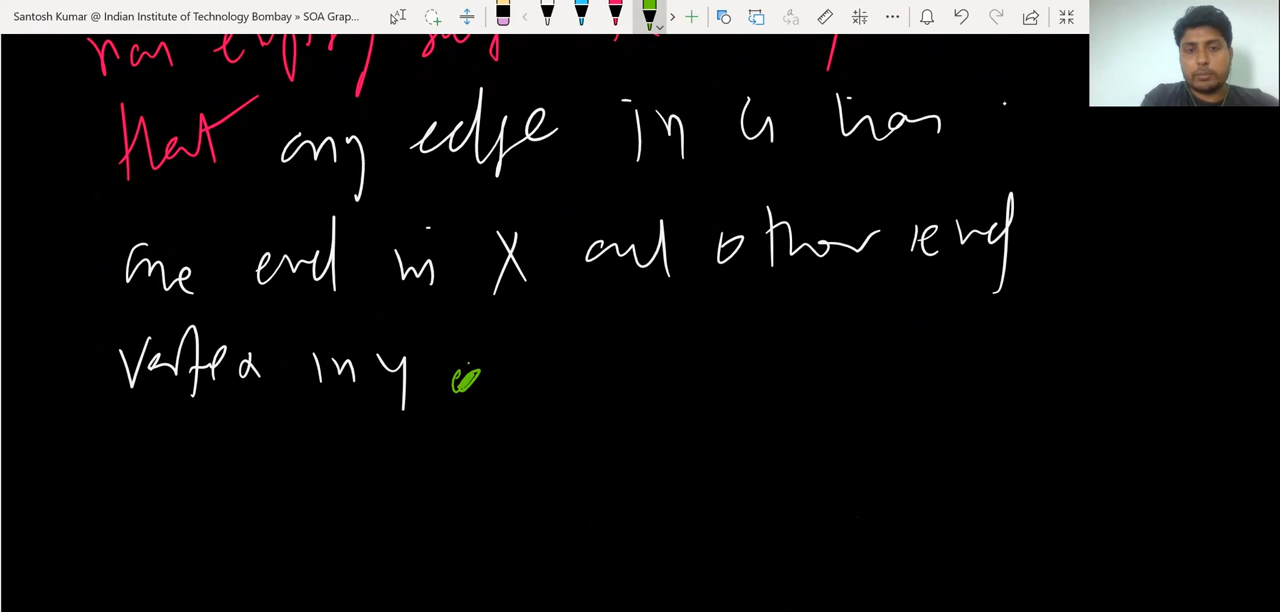 Santosh Kumar @ Indian Institute of Technology Bombay » SOA Grap...
that any edge in G has
one end in X and other end
vertex in Y